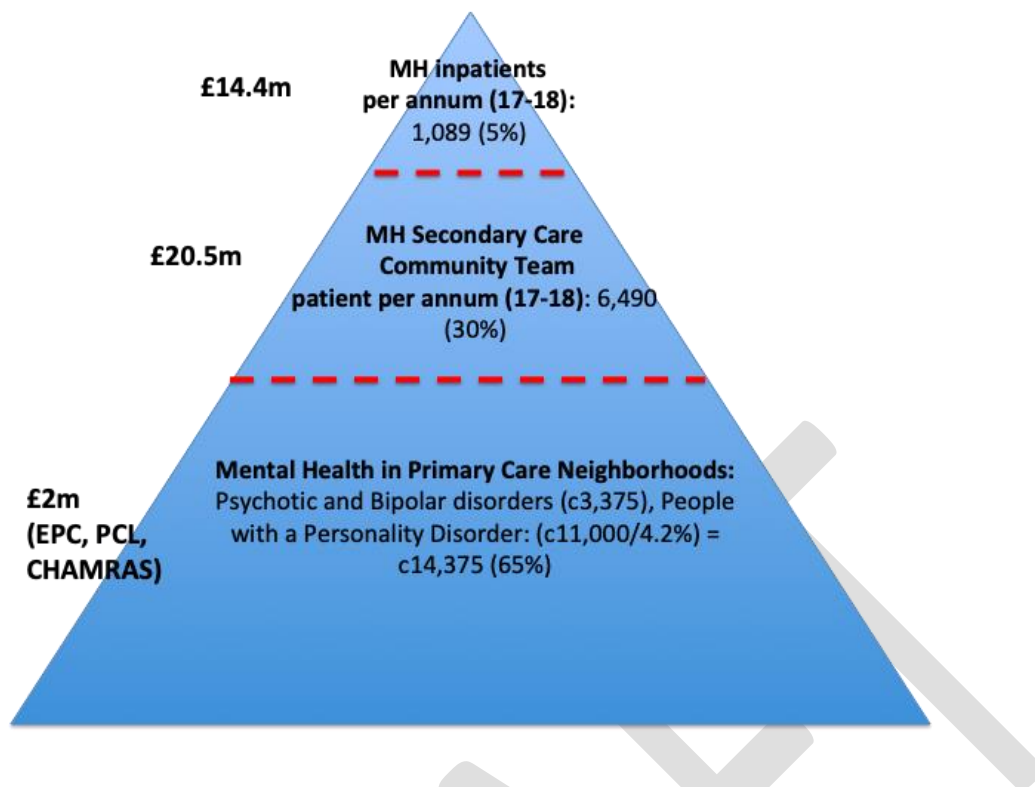 £14.4m
MH inpatients
per annum (17-18):
1,089 (5%)
£20.5m
MH Secondary Care
Community Team
patient per annum (17-18): 6,490
(30%)
£2m
(EPC, PCL,
CHAMRAS)
Mental Health in Primary Care Neighborhoods:
Psychotic and Bipolar disorders (c3,375), People
with a Personality Disorder: (c11,000/4.2%) =
c14,375 (65%)